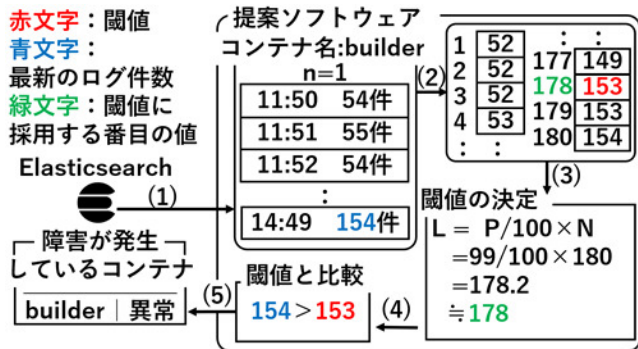 赤文字：閾値
青文字：
最新のログ件数
緑文字：閾値に
採用する番目の値
Elasticsearch
(1)
提案ソフトウェア
コンテナ名:builder
n=1
11:50 54件
11:51 55件
11:52 54件
:
14:49 154件
(2)
1 52
2 52
3 52
4 53
: :
: :
177 149
178 153
179 153
180 154
(3)
閾値の決定
L = P/100×N
=99/100×180
=178.2
≒178
(4)
閾値と比較
154＞153
(5)
障害が発生
しているコンテナ
builder | 異常